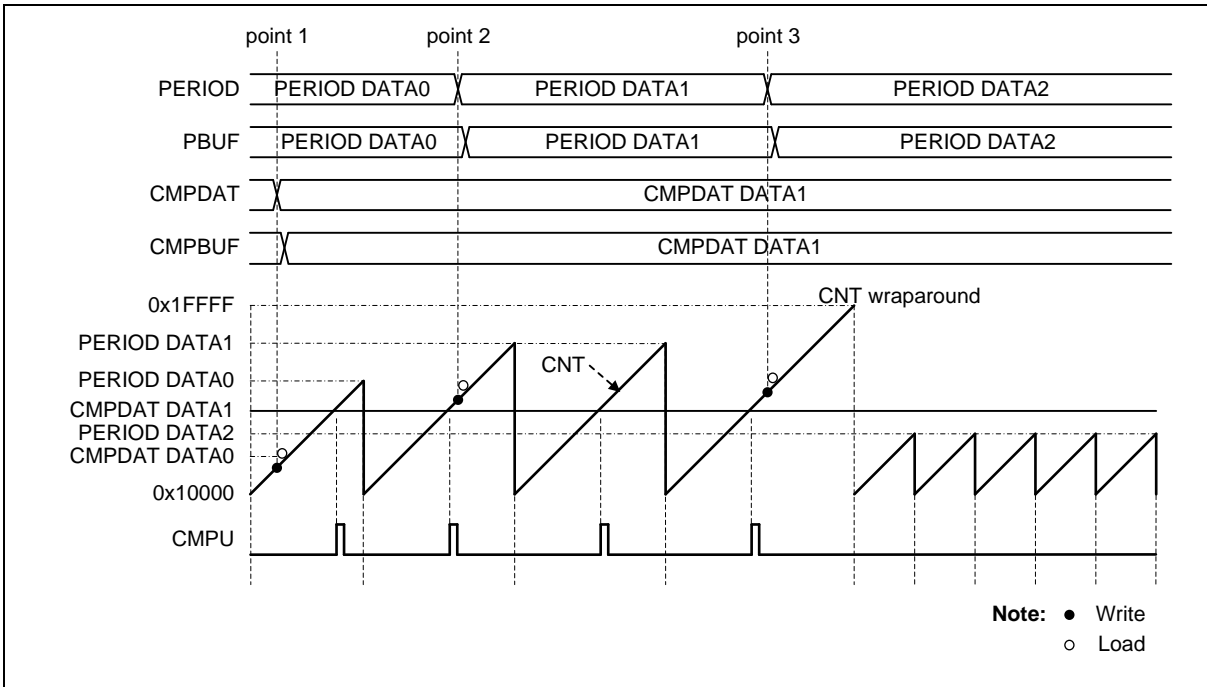 point 1 point 2 point 3
PERIOD PERIOD DATA0 PERIOD DATA1 PERIOD DATA2
PBUF PERIOD DATA0 PERIOD DATA1 PERIOD DATA2
CMPDAT CMPDAT DATA1
CMPBUF CMPDAT DATA1
0x1FFFF CNT wraparound
PERIOD DATA1
CNT
PERIOD DATA0
CMPDAT DATA1
PERIOD DATA2
CMPDAT DATA0
0x10000
CMPU
Note: ● Write
○ Load